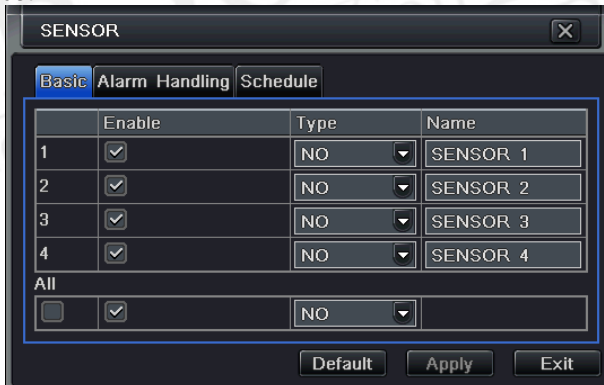 SENSOR
Basic Alarm Handling Schedule
Enable Type Name
1 NO SENSOR 1
2 NO SENSOR 2
3 NO SENSOR 3
4 NO SENSOR 4
All
NO
Default Apply Exit